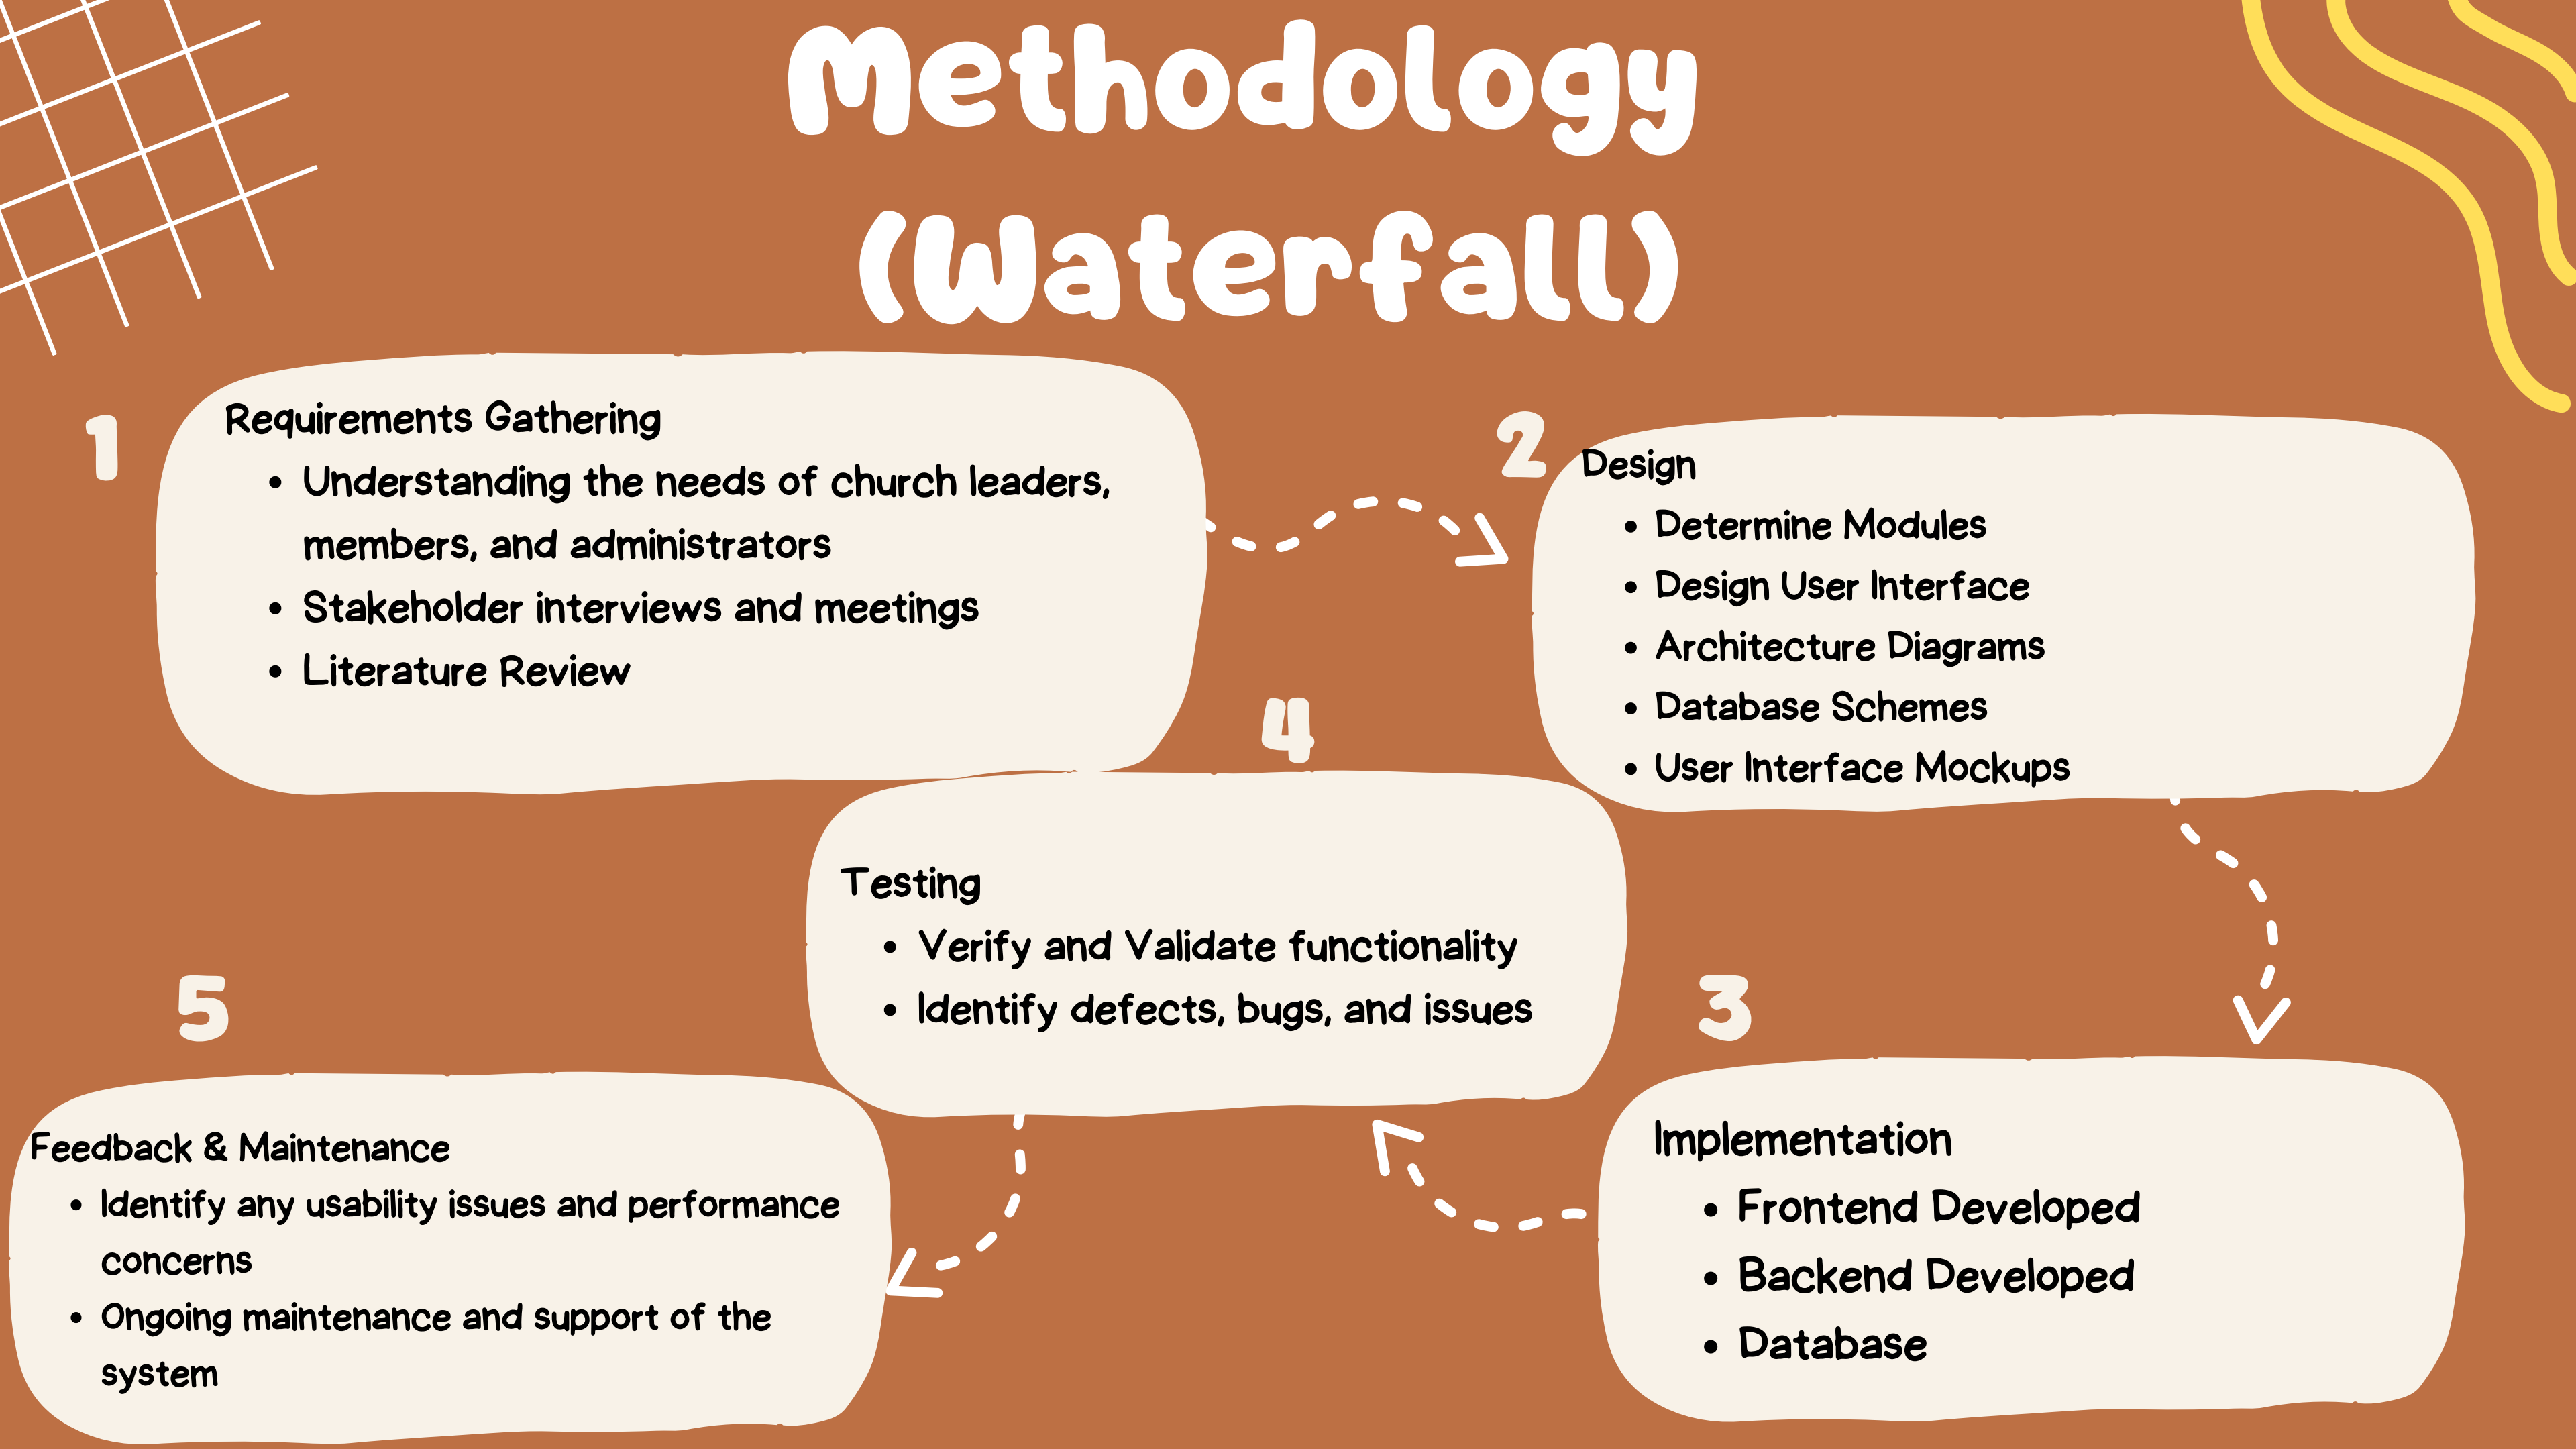 Methodology
(Waterfall)
1
Requirements Gathering
• Understanding the needs of church leaders,
members, and administrators
• Stakeholder interviews and meetings
• Literature Review
2
Design
• Determine Modules
• Design User Interface
• Architecture Diagrams
• Database Schemes
• User Interface Mockups
3
Implementation
• Frontend Developed
• Backend Developed
• Database
4
Testing
• Verify and Validate functionality
• Identify defects, bugs, and issues
5
Feedback & Maintenance
• Identify any usability issues and performance
concerns
• Ongoing maintenance and support of the
system